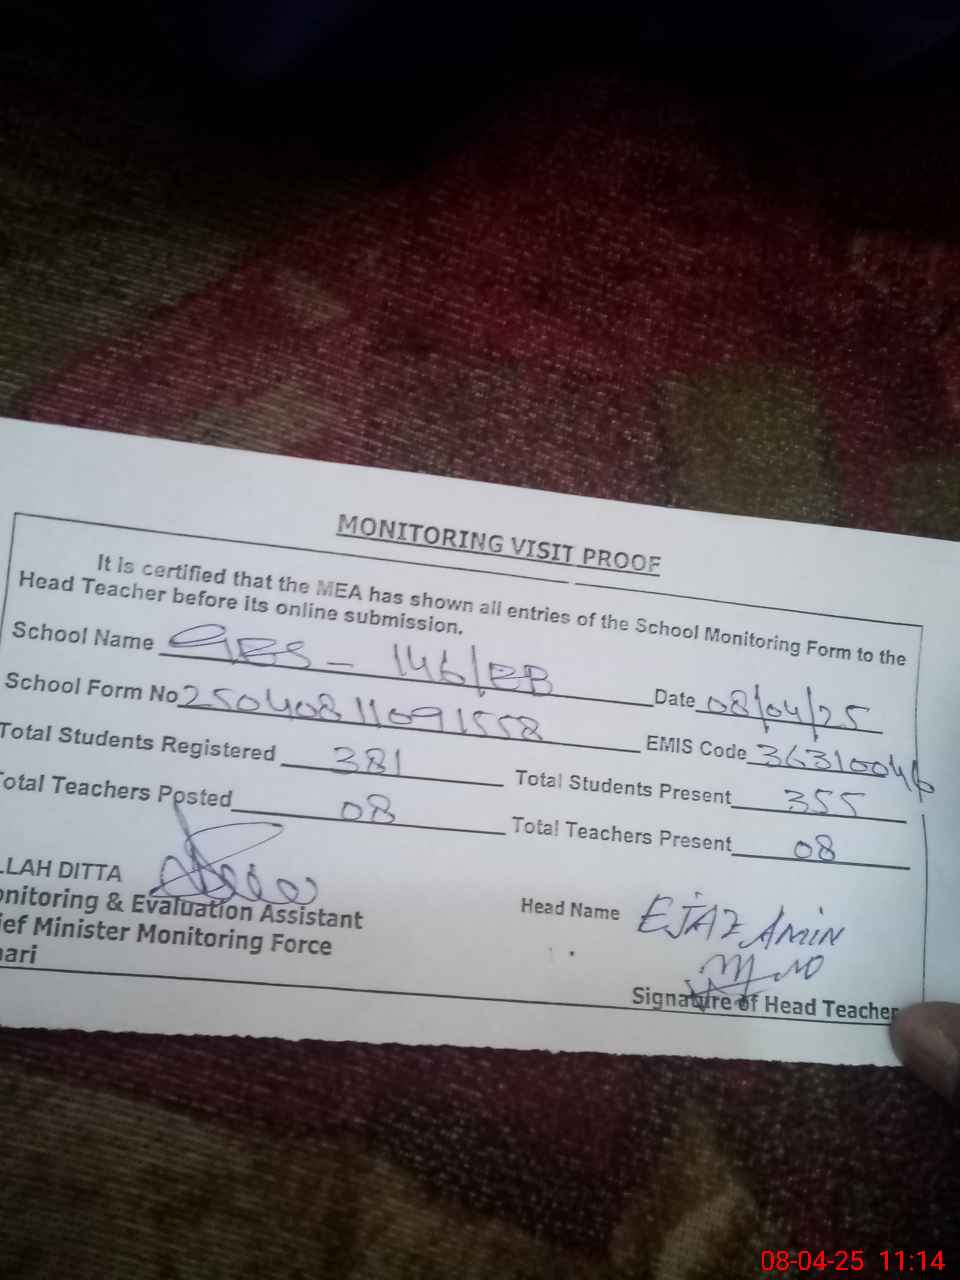 MONITORING VISIT PROOF
It is certified that the MEA has shown all entries of the School Monitoring Form to the
Head Teacher before its online submission.
School Name GES - 146/EB Date 08/04/25
School Form No 25040811091558 EMIS Code 36310046
Total Students Registered 381 Total Students Present 355
Total Teachers Posted 08 Total Teachers Present 08
LLAH DITTA
onitoring & Evaluation Assistant Head Name EJAZ AMIN
ief Minister Monitoring Force
ari Signature of Head Teacher
08-04-25 11:14